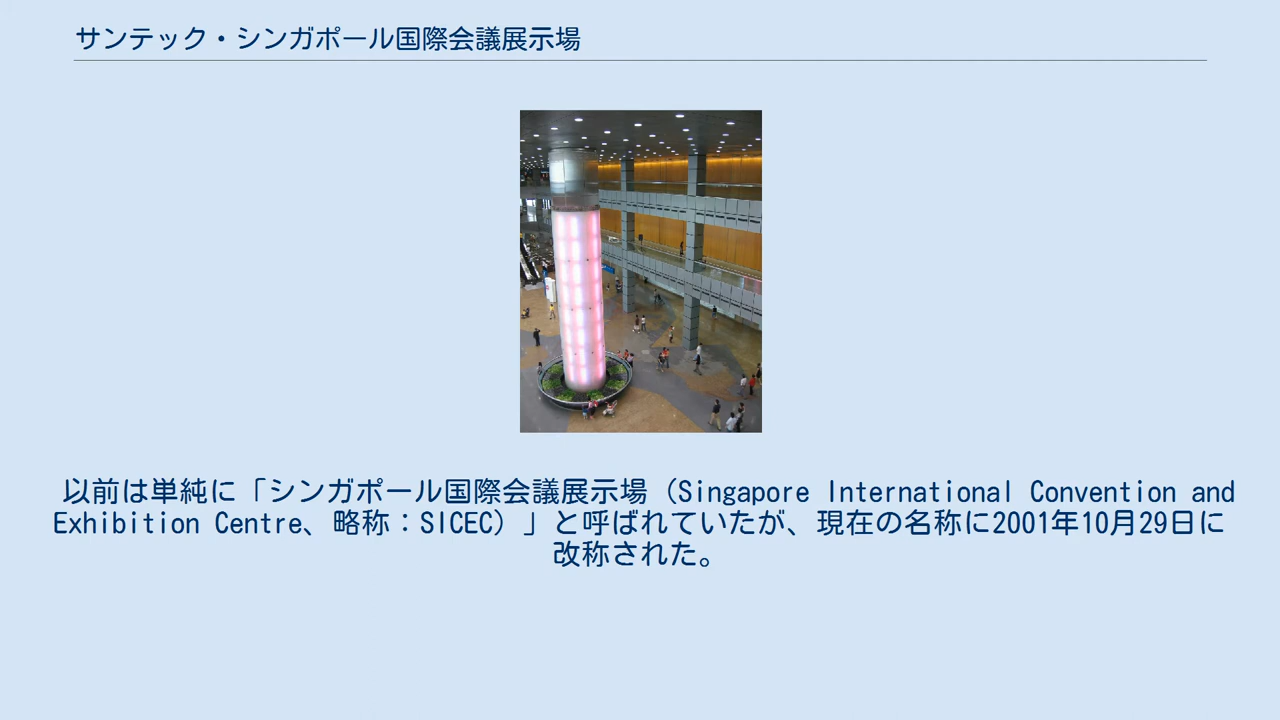 サンテック・シンガポール国際会議展示場
以前は単純に「シンガポール国際会議展示場（Singapore International Convention and
Exhibition Centre、略称：SICEC）」と呼ばれていたが、現在の名称に2001年10月29日に
改称された。